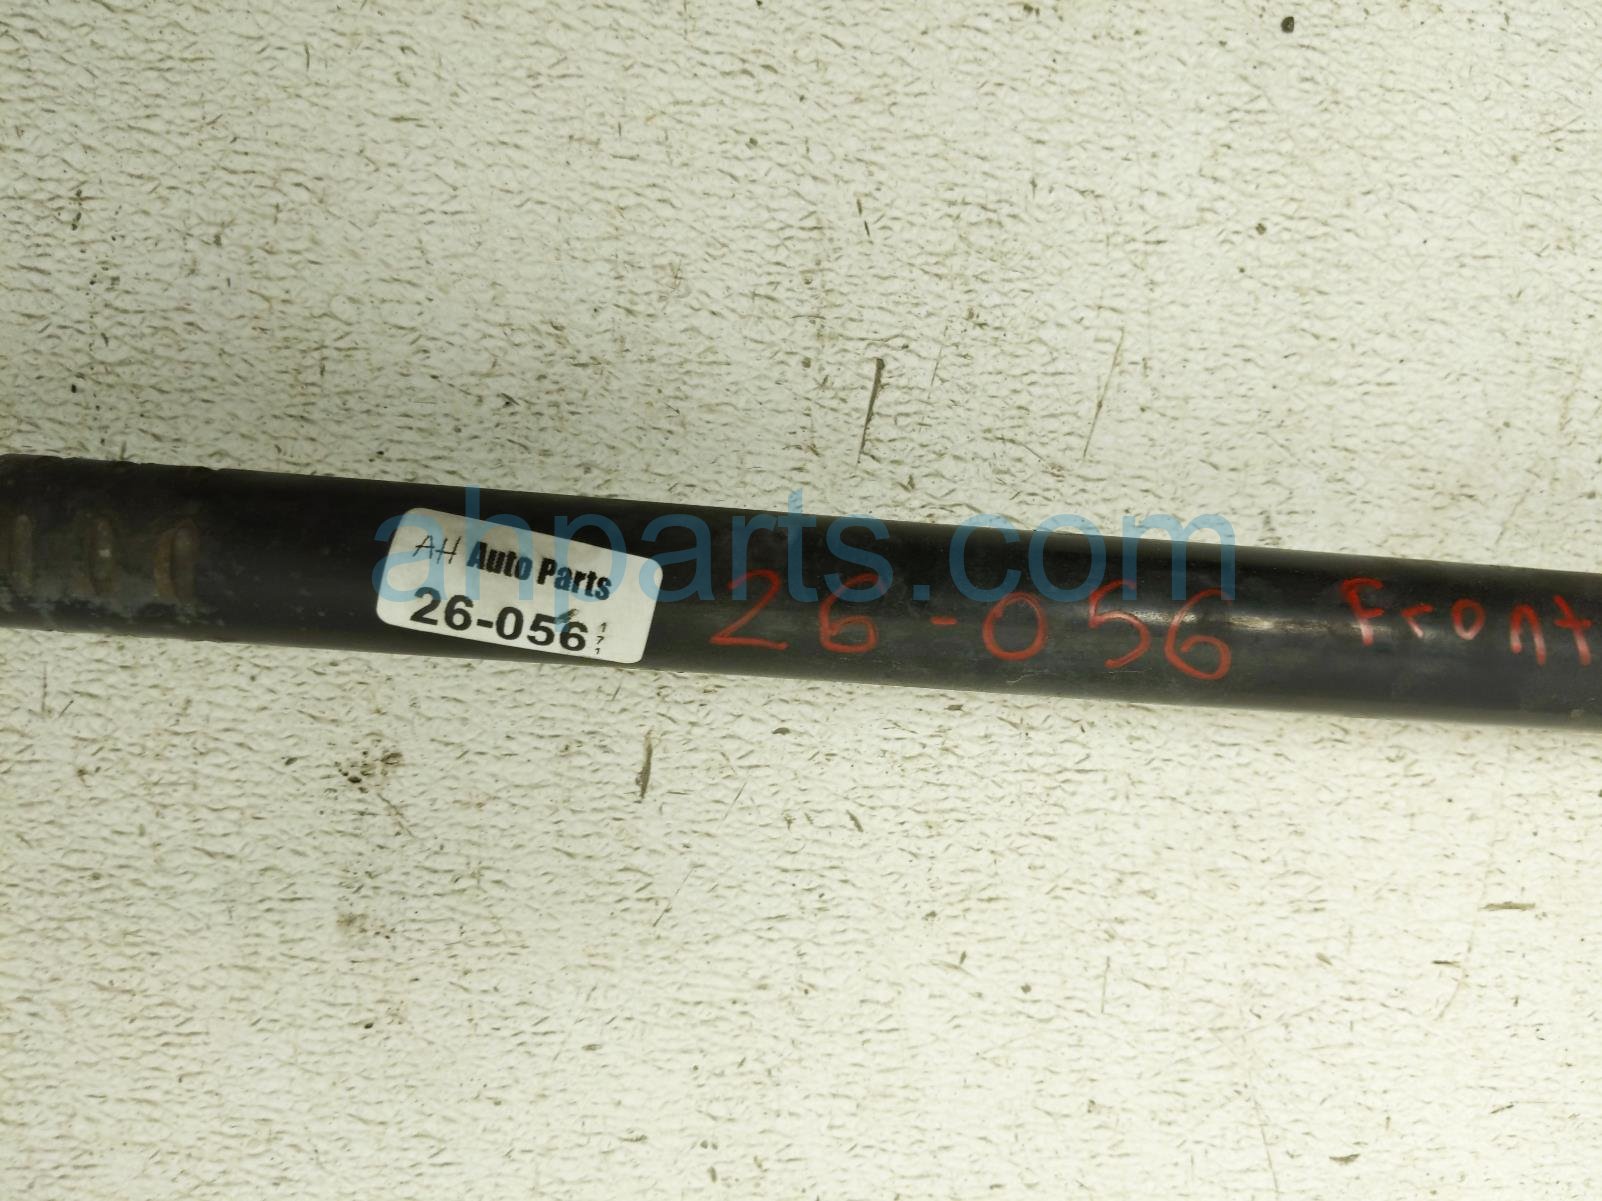 AH Auto Parts
26-056
171
26-056 Front
ahparts.com